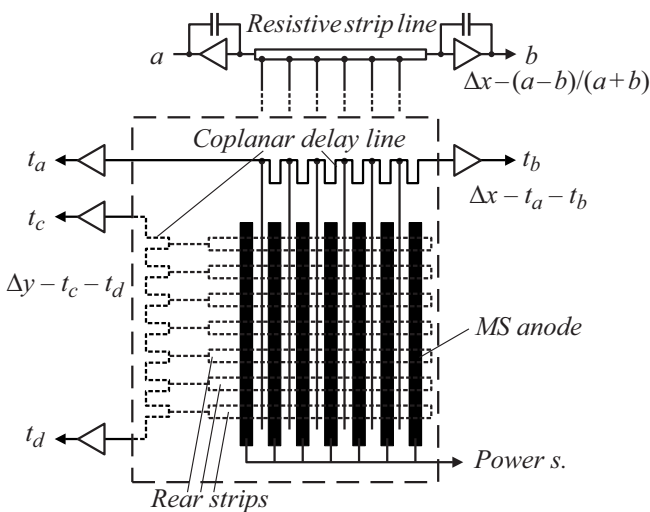 Resistive strip line
a
b
Δx – (a–b)/(a+b)
Coplanar delay line
t_a
t_b
Δx – t_a – t_b
t_c
Δy – t_c – t_d
MS anode
t_d
Power s.
Rear strips